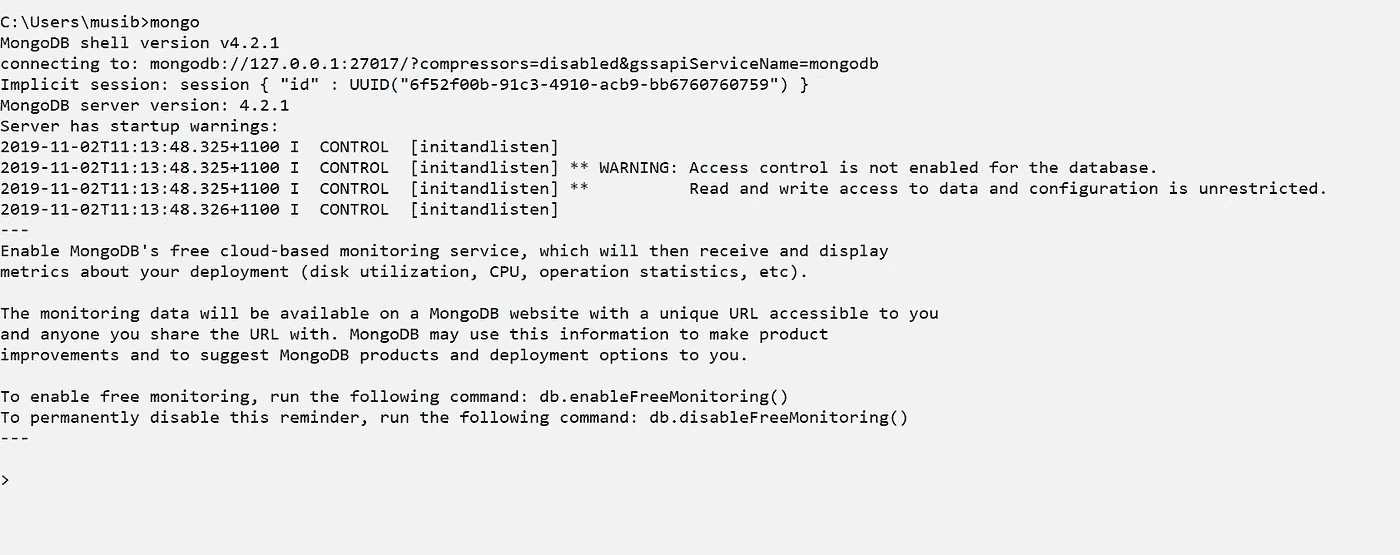 C:\Users\musib>mongo
MongoDB shell version v4.2.1
connecting to: mongodb://127.0.0.1:27017/?compressors=disabled&gssapiServiceName=mongodb
Implicit session: session { "id" : UUID("6f52f00b-91c3-4910-acb9-bb6760760759") }
MongoDB server version: 4.2.1
Server has startup warnings:
2019-11-02T11:13:48.325+1100 I  CONTROL  [initandlisten]
2019-11-02T11:13:48.325+1100 I  CONTROL  [initandlisten] ** WARNING: Access control is not enabled for the database.
2019-11-02T11:13:48.325+1100 I  CONTROL  [initandlisten] **          Read and write access to data and configuration is unrestricted.
2019-11-02T11:13:48.326+1100 I  CONTROL  [initandlisten]
---
Enable MongoDB's free cloud-based monitoring service, which will then receive and display
metrics about your deployment (disk utilization, CPU, operation statistics, etc).

The monitoring data will be available on a MongoDB website with a unique URL accessible to you
and anyone you share the URL with. MongoDB may use this information to make product
improvements and to suggest MongoDB products and deployment options to you.

To enable free monitoring, run the following command: db.enableFreeMonitoring()
To permanently disable this reminder, run the following command: db.disableFreeMonitoring()
---

>